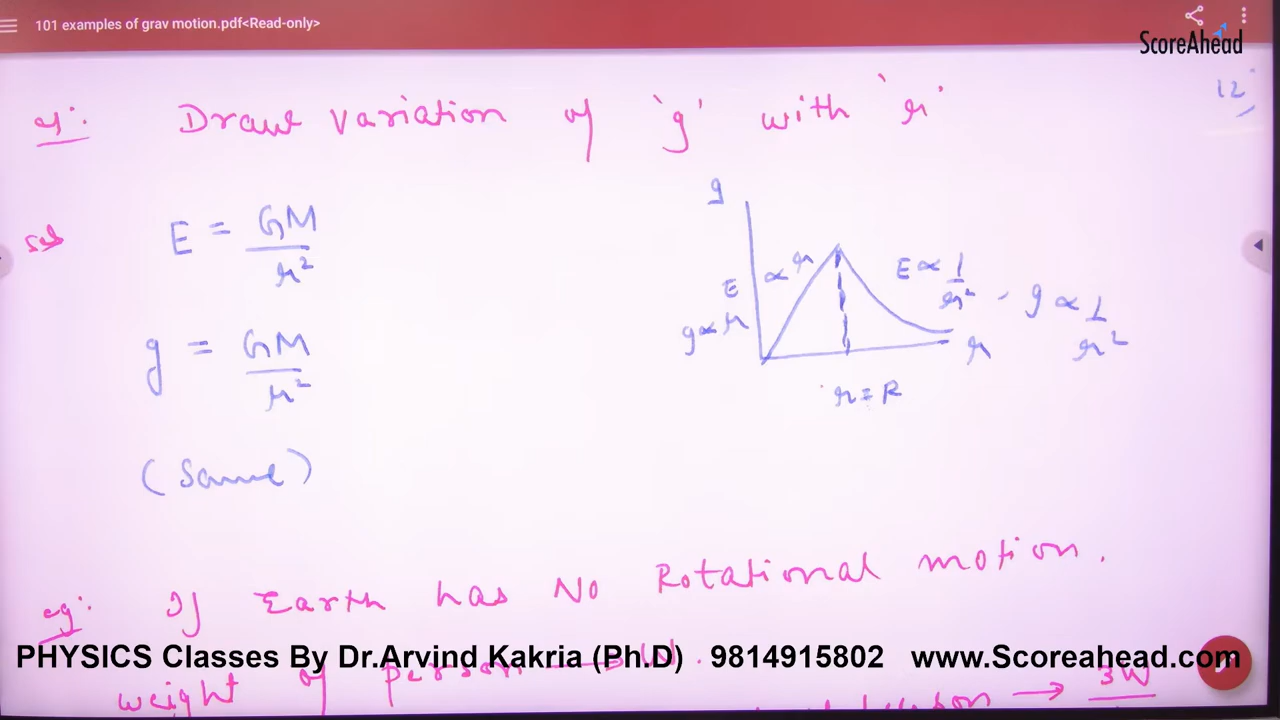 101 examples of grav motion.pdf<Read-only>
ScoreAhead
12
eg: Draw variation of 'g' with 'r'
Sol
E = GM / r²
g = GM / r²
(Same)
g
E ∝ r
g ∝ r
E ∝ 1/r² - g ∝ 1/r²
r
r = R
eg: If Earth has No Rotational motion.
PHYSICS Classes By Dr.Arvind Kakria (Ph.D) 9814915802 www.Scoreahead.com
weight of person → W. person → 3W